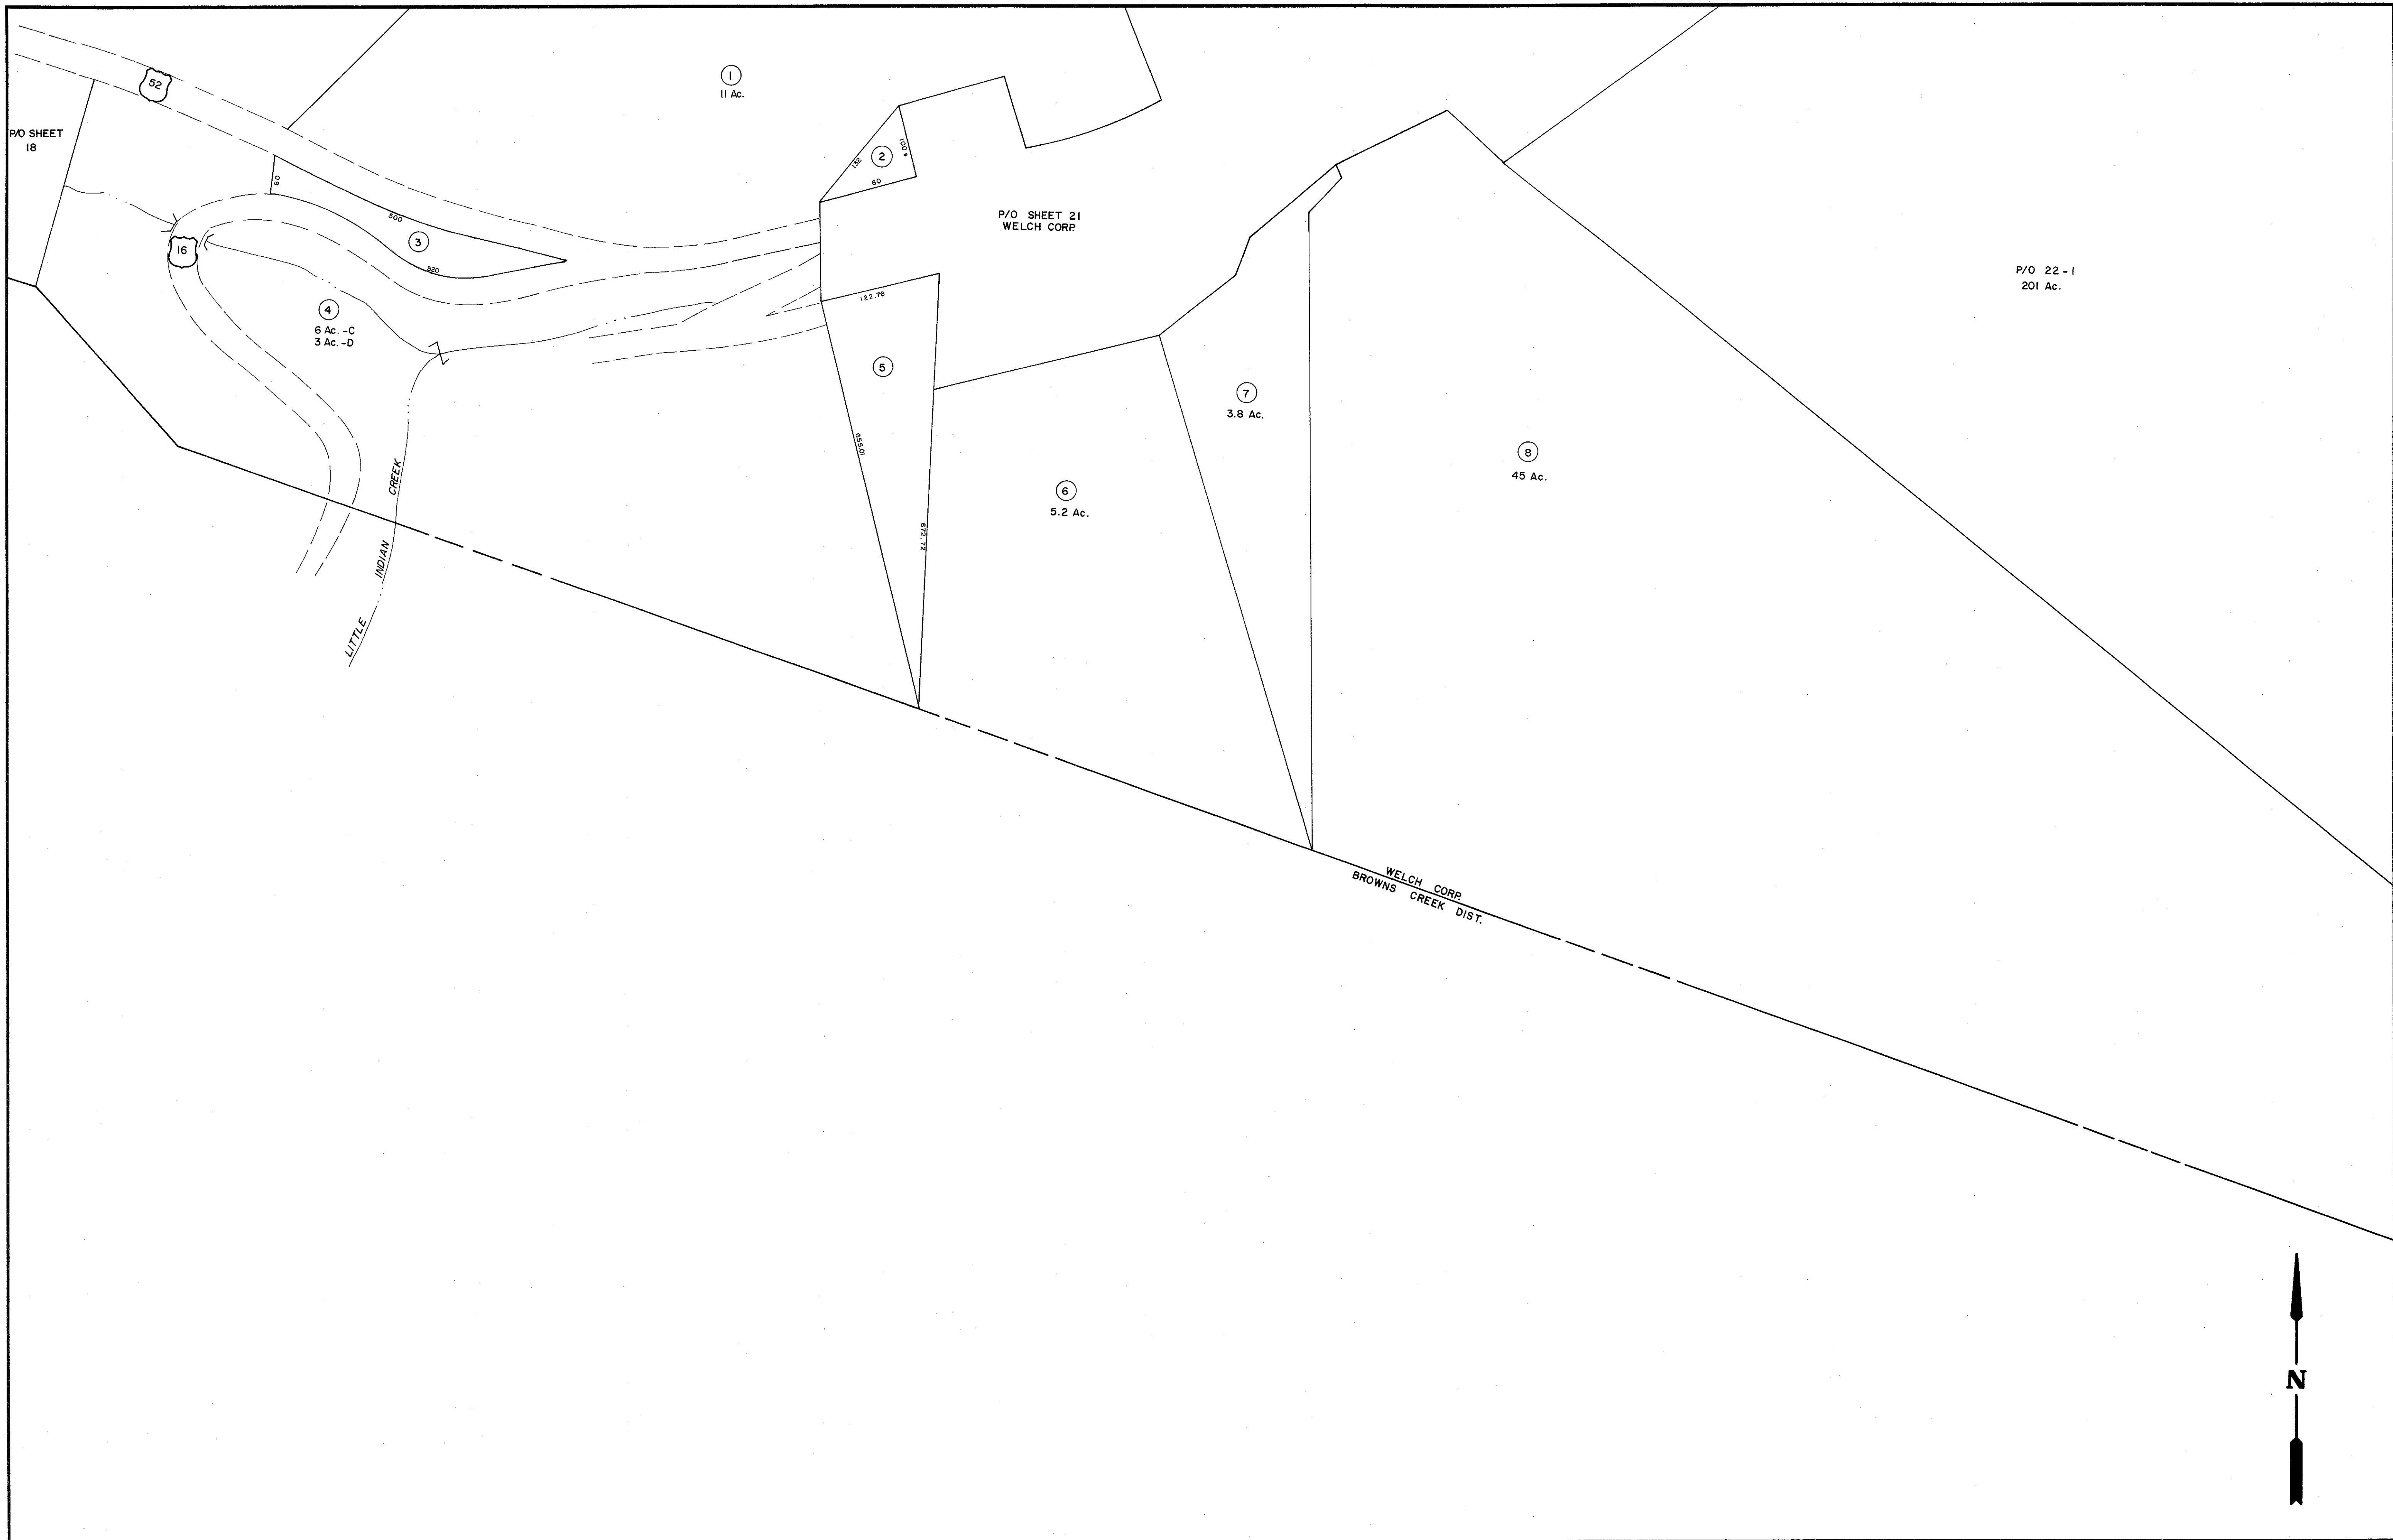 52
P/O SHEET
18
1
11 Ac.
2
132
100 s
80
80
500
3
520
16
4
6 Ac. -C
3 Ac. -D
P/O SHEET 21
WELCH CORP.
122.76
5
655.01
672.72
6
5.2 Ac.
7
3.8 Ac.
8
45 Ac.
P/O 22-1
201 Ac.
LITTLE INDIAN CREEK
WELCH CORP.
BROWNS CREEK DIST.
N